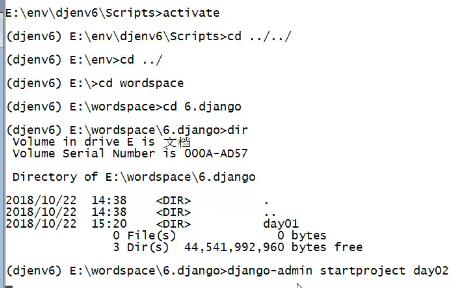 E:\env\djenv6\Scripts>activate
(djenv6) E:\env\djenv6\Scripts>cd ../../
(djenv6) E:\env>cd ../
(djenv6) E:\>cd wordspace
(djenv6) E:\wordspace>cd 6.django
(djenv6) E:\wordspace\6.django>dir
Volume in drive E is 文档
Volume Serial Number is 000A-AD57
Directory of E:\wordspace\6.django
2018/10/22  14:38    <DIR>          .
2018/10/22  14:38    <DIR>          ..
2018/10/22  15:20    <DIR>          day01
0 File(s)              0 bytes
3 Dir(s)  44,541,992,960 bytes free
(djenv6) E:\wordspace\6.django>django-admin startproject day02